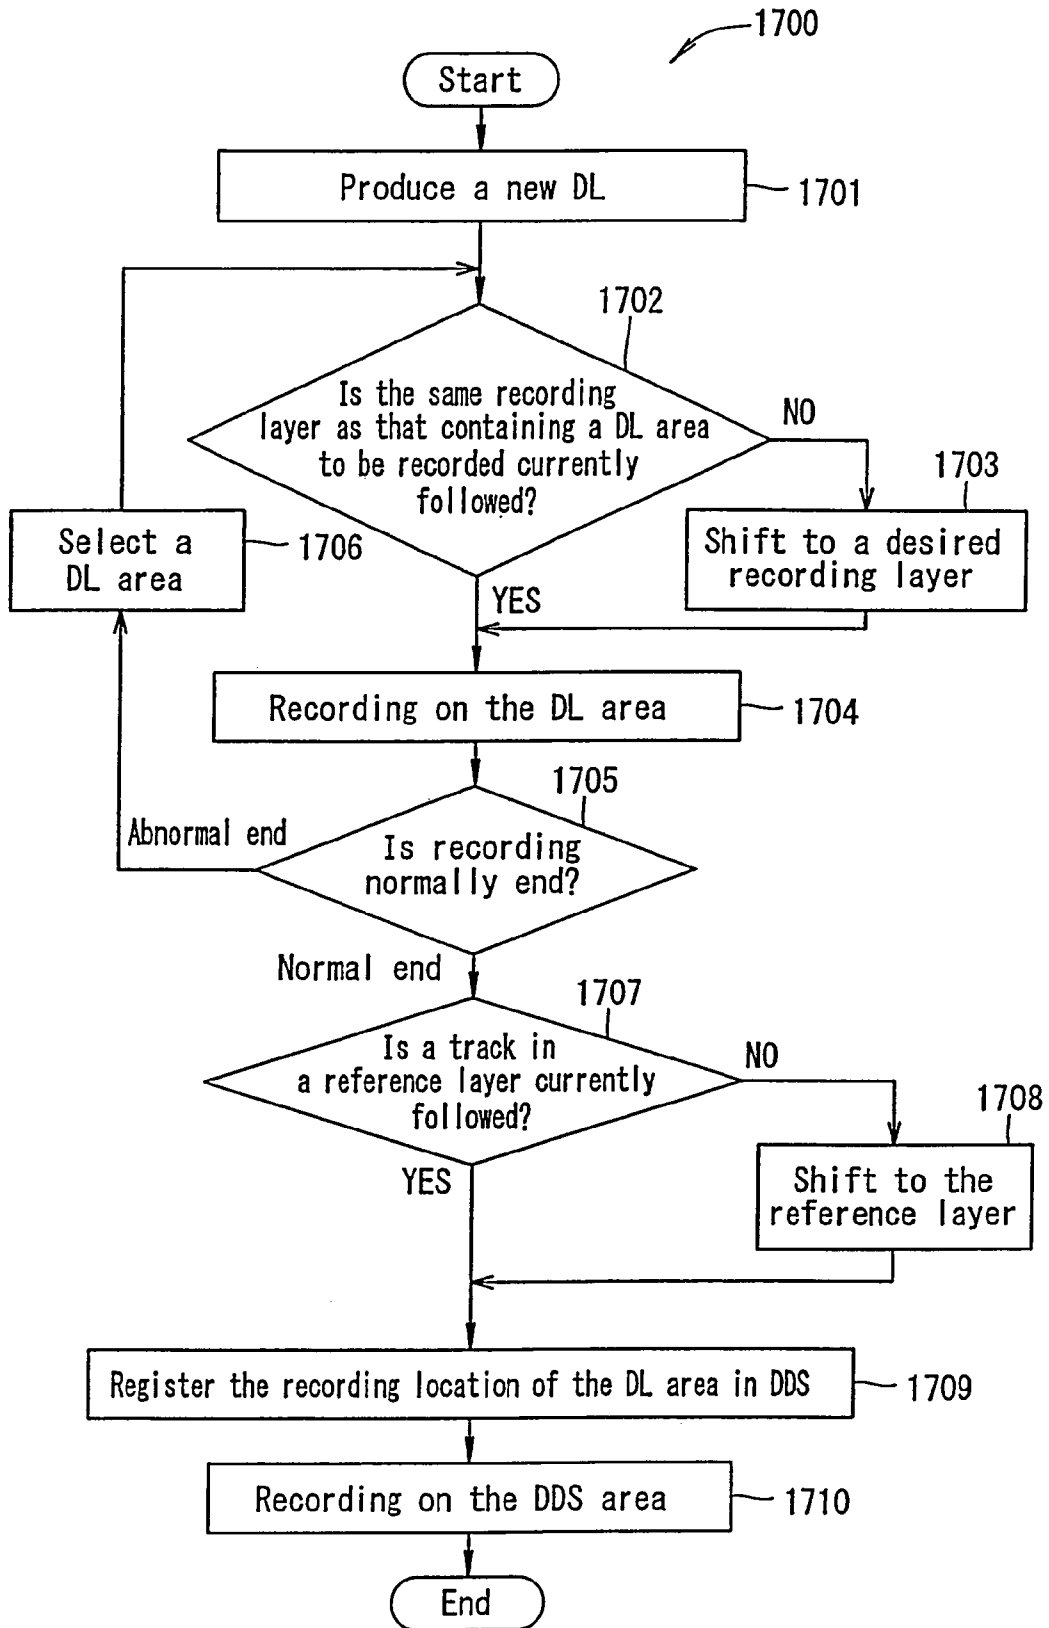 1700
Start
Produce a new DL
1701
1702
Is the same recording
layer as that containing a DL area
to be recorded currently
followed?
NO
1703
Shift to a desired
recording layer
Select a
DL area
1706
YES
Recording on the DL area
1704
1705
Abnormal end
Is recording
normally end?
Normal end
1707
Is a track in
a reference layer currently
followed?
NO
1708
Shift to the
reference layer
YES
Register the recording location of the DL area in DDS
1709
Recording on the DDS area
1710
End